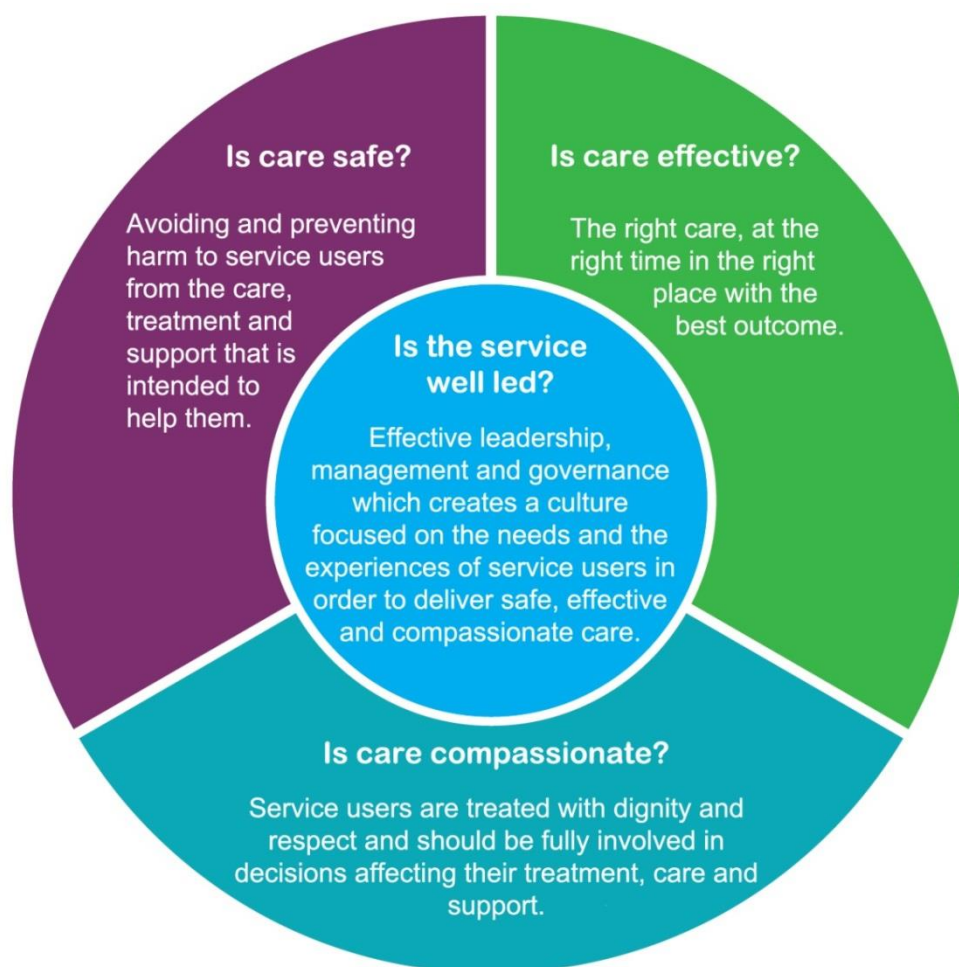 Is care safe?
Avoiding and preventing
harm to service users
from the care,
treatment and
support that is
intended to
help them.
Is care effective?
The right care, at the
right time in the right
place with the
best outcome.
Is the service
well led?
Effective leadership,
management and governance
which creates a culture
focused on the needs and the
experiences of service users in
order to deliver safe, effective
and compassionate care.
Is care compassionate?
Service users are treated with dignity and
respect and should be fully involved in
decisions affecting their treatment, care and
support.